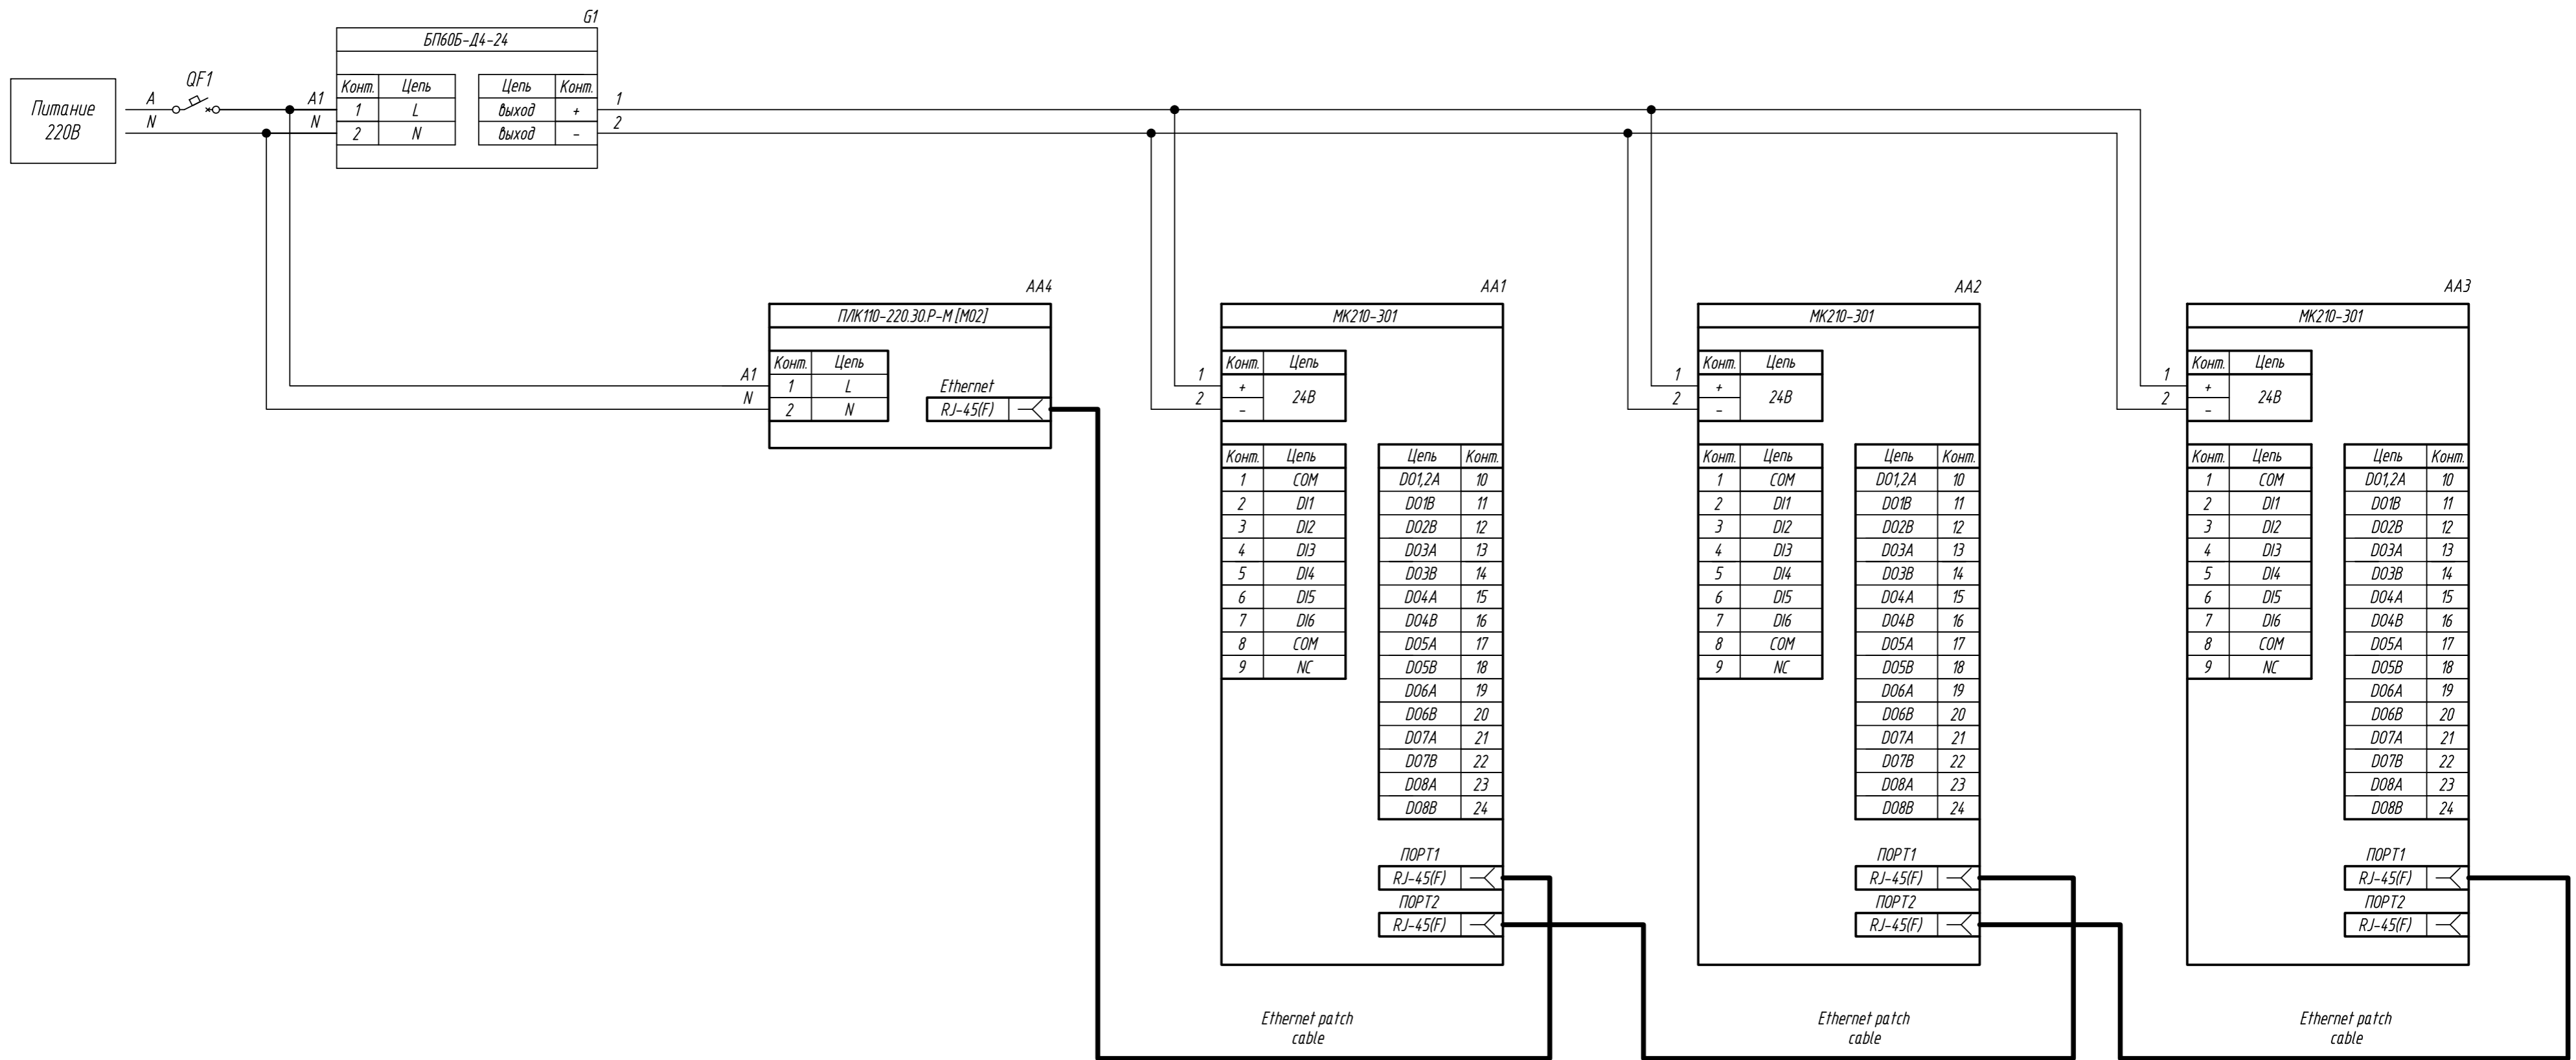 G1
БП60Б-Д4-24
Конт. Цепь Цепь Конт.
1 L выход +
2 N выход -
Питание
220В
A QF1 A1 1
N N 2
AA4
ПЛК110-220.30.Р-М [М02]
Конт. Цепь
A1 1 L Ethernet
N 2 N RJ-45(F)
AA1
МК210-301
Конт. Цепь
1 + 24В
2 -
Конт. Цепь Цепь Конт.
1 COM DO1,2A 10
2 DI1 DO1B 11
3 DI2 DO2B 12
4 DI3 DO3A 13
5 DI4 DO3B 14
6 DI5 DO4A 15
7 DI6 DO4B 16
8 COM DO5A 17
9 NC DO5B 18
DO6A 19
DO6B 20
DO7A 21
DO7B 22
DO8A 23
DO8B 24
ПОРТ1
RJ-45(F)
ПОРТ2
RJ-45(F)
Ethernet patch
cable
AA2
МК210-301
Конт. Цепь
1 + 24В
2 -
Конт. Цепь Цепь Конт.
1 COM DO1,2A 10
2 DI1 DO1B 11
3 DI2 DO2B 12
4 DI3 DO3A 13
5 DI4 DO3B 14
6 DI5 DO4A 15
7 DI6 DO4B 16
8 COM DO5A 17
9 NC DO5B 18
DO6A 19
DO6B 20
DO7A 21
DO7B 22
DO8A 23
DO8B 24
ПОРТ1
RJ-45(F)
ПОРТ2
RJ-45(F)
Ethernet patch
cable
AA3
МК210-301
Конт. Цепь
1 + 24В
2 -
Конт. Цепь Цепь Конт.
1 COM DO1,2A 10
2 DI1 DO1B 11
3 DI2 DO2B 12
4 DI3 DO3A 13
5 DI4 DO3B 14
6 DI5 DO4A 15
7 DI6 DO4B 16
8 COM DO5A 17
9 NC DO5B 18
DO6A 19
DO6B 20
DO7A 21
DO7B 22
DO8A 23
DO8B 24
ПОРТ1
RJ-45(F)
ПОРТ2
RJ-45(F)
Ethernet patch
cable